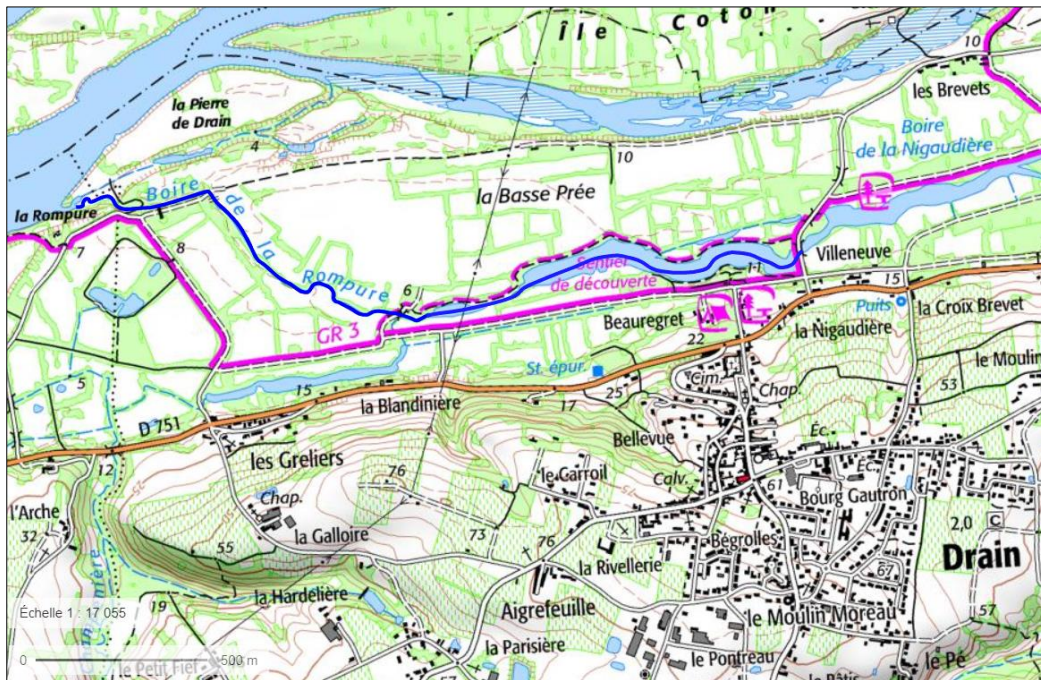 Île Coton
10
la Pierre
de Drain
les Brevets
4
10
Boire
de la Nigaudière
la Basse Prée
Boire
de
la
Rompure
la Rompure
7
8
6
Sentier
de découverte
11
Villeneuve
GR 3
Beauregret
15
Puits
la Croix Brevet
la Nigaudière
22
St. épur.
le Moulin
5
15
la Blandinière
17
25
Cim.
Chap.
53
D 751
Bellevue
12
les Greliers
Éc.
76
le Carroil
Calv.
61
Éc.
Bourg Gautron
l'Arche
Chap.
32
2,0
C
la Galloire
73
76
Bégrolles
Drain
55
la Rivellerie
67
la Hardelière
Aigrefeuille
le Moulin Moreau
Échelle 1 : 17 055
19
57
la Parisière
0
500 m
le Petit Fief
57
le Pontreau
le Pé
le Pâtis